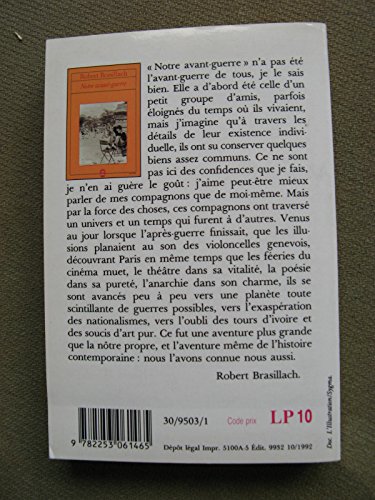 Robert Brasillach
Notre avant-guerre
« Notre avant-guerre » n'a pas été
l'avant-guerre de tous, je le sais
bien. Elle a d'abord été celle d'un
petit groupe d'amis, parfois
éloignés du temps où ils vivaient,
mais j'imagine qu'à travers les
détails de leur existence indivi-
duelle, ils ont su conserver quelques
biens assez communs. Ce ne sont
pas ici des confidences que je fais,
je n'en ai guère le goût : j'aime peut-être mieux
parler de mes compagnons que de moi-même. Mais
par la force des choses, ces compagnons ont traversé
un univers et un temps qui furent à d'autres. Venus
au jour lorsque l'après-guerre finissait, que les illu-
sions planaient au son des violoncelles genevois,
découvrant Paris en même temps que les féeries du
cinéma muet, le théâtre dans sa vitalité, la poésie
dans sa pureté, l'anarchie dans son charme, ils se
sont avancés peu à peu vers une planète toute
scintillante de guerres possibles, vers l'exaspération
des nationalismes, vers l'oubli des tours d'ivoire et
des soucis d'art pur. Ce fut une aventure plus grande
que la nôtre propre, et l'aventure même de l'histoire
contemporaine : nous l'avons connue nous aussi.
Robert Brasillach.
30/9503/1
Code prix
LP 10
9 782253 061465
Dépôt légal Impr. 5100A-5 Édit. 9952 10/1992
Doc. L'Illustration/Sygma.